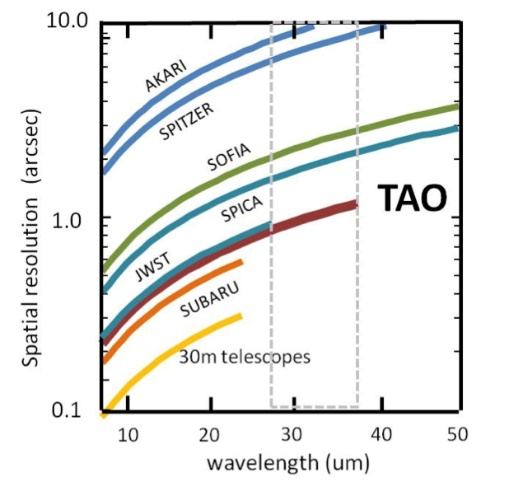 10.0
AKARI
SPITZER
SOFIA
SPICA
TAO
1.0
JWST
SUBARU
30m telescopes
0.1
10 20 30 40 50
wavelength (um)
Spatial resolution (arcsec)